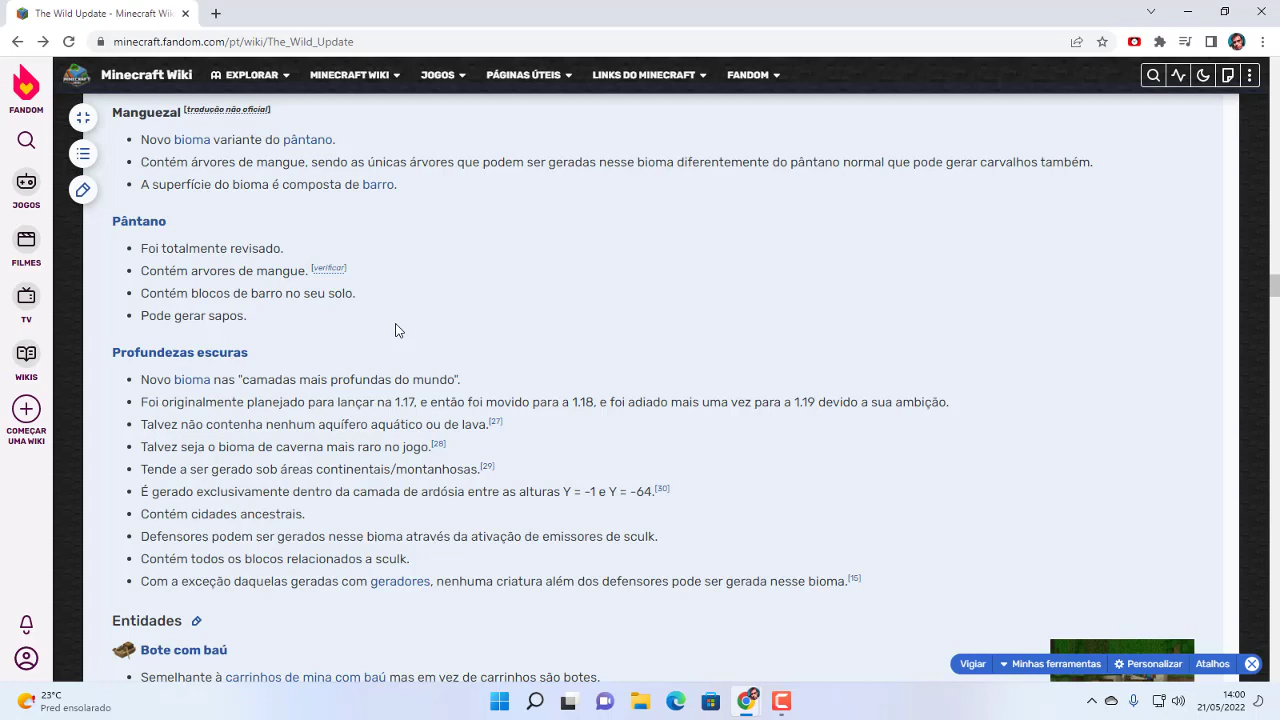 The Wild Update - Minecraft Wik
minecraft.fandom.com/pt/wiki/The_Wild_Update
FANDOM
Minecraft Wiki
EXPLORAR
MINECRAFT WIKI
JOGOS
PÁGINAS ÚTEIS
LINKS DO MINECRAFT
FANDOM
JOGOS
FILMES
TV
WIKIS
COMEÇAR
UMA WIKI
Manguezal [tradução não oficial]
Novo bioma variante do pântano.
Contém árvores de mangue, sendo as únicas árvores que podem ser geradas nesse bioma diferentemente do pântano normal que pode gerar carvalhos também.
A superfície do bioma é composta de barro.
Pântano
Foi totalmente revisado.
Contém arvores de mangue. [verificar]
Contém blocos de barro no seu solo.
Pode gerar sapos.
Profundezas escuras
Novo bioma nas "camadas mais profundas do mundo".
Foi originalmente planejado para lançar na 1.17, e então foi movido para a 1.18, e foi adiado mais uma vez para a 1.19 devido a sua ambição.
Talvez não contenha nenhum aquífero aquático ou de lava.[27]
Talvez seja o bioma de caverna mais raro no jogo.[28]
Tende a ser gerado sob áreas continentais/montanhosas.[29]
É gerado exclusivamente dentro da camada de ardósia entre as alturas Y = -1 e Y = -64.[30]
Contém cidades ancestrais.
Defensores podem ser gerados nesse bioma através da ativação de emissores de sculk.
Contém todos os blocos relacionados a sculk.
Com a exceção daquelas geradas com geradores, nenhuma criatura além dos defensores pode ser gerada nesse bioma.[15]
Entidades
Bote com baú
Semelhante à carrinhos de mina com baú mas em vez de carrinhos são botes.
Vigiar
Minhas ferramentas
Personalizar
Atalhos
23°C
Pred ensolarado
14:00
21/05/2022